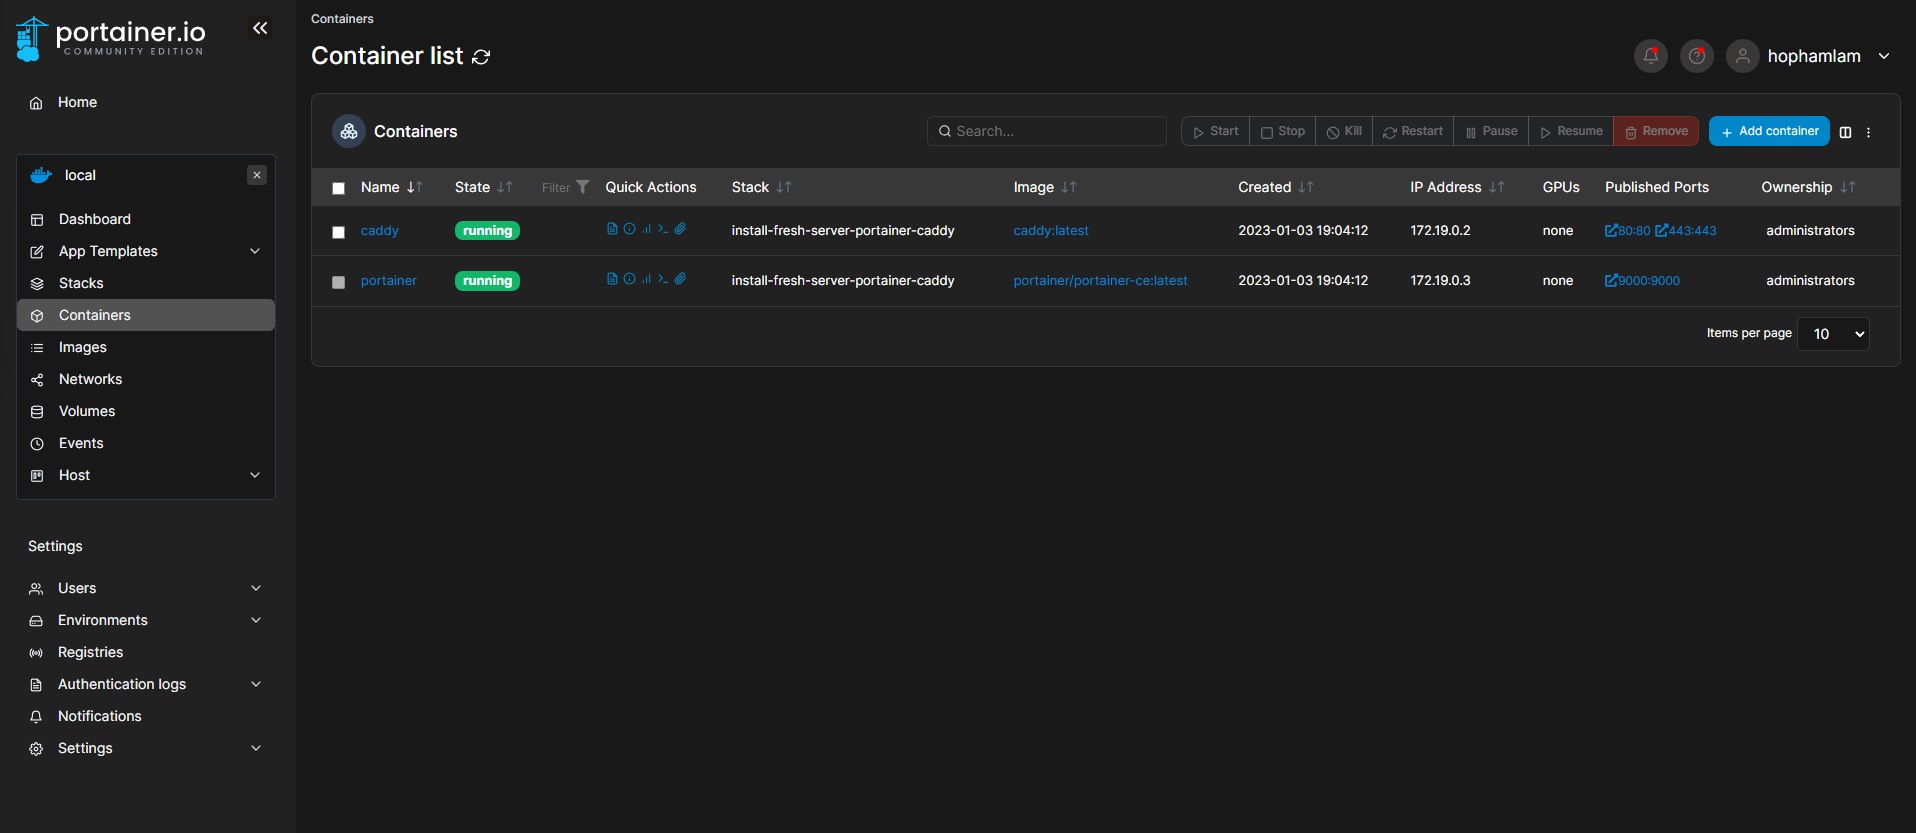 portainer.io
COMMUNITY EDITION
Home
local
Dashboard
App Templates
Stacks
Containers
Images
Networks
Volumes
Events
Host
Settings
Users
Environments
Registries
Authentication logs
Notifications
Settings
Containers
Container list
hophamlam
Containers
Search...
Start Stop Kill Restart Pause Resume Remove Add container
Name State Filter Quick Actions Stack Image Created IP Address GPUs Published Ports Ownership
caddy running install-fresh-server-portainer-caddy caddy:latest 2023-01-03 19:04:12 172.19.0.2 none 80:80 443:443 administrators
portainer running install-fresh-server-portainer-caddy portainer/portainer-ce:latest 2023-01-03 19:04:12 172.19.0.3 none 9000:9000 administrators
Items per page 10